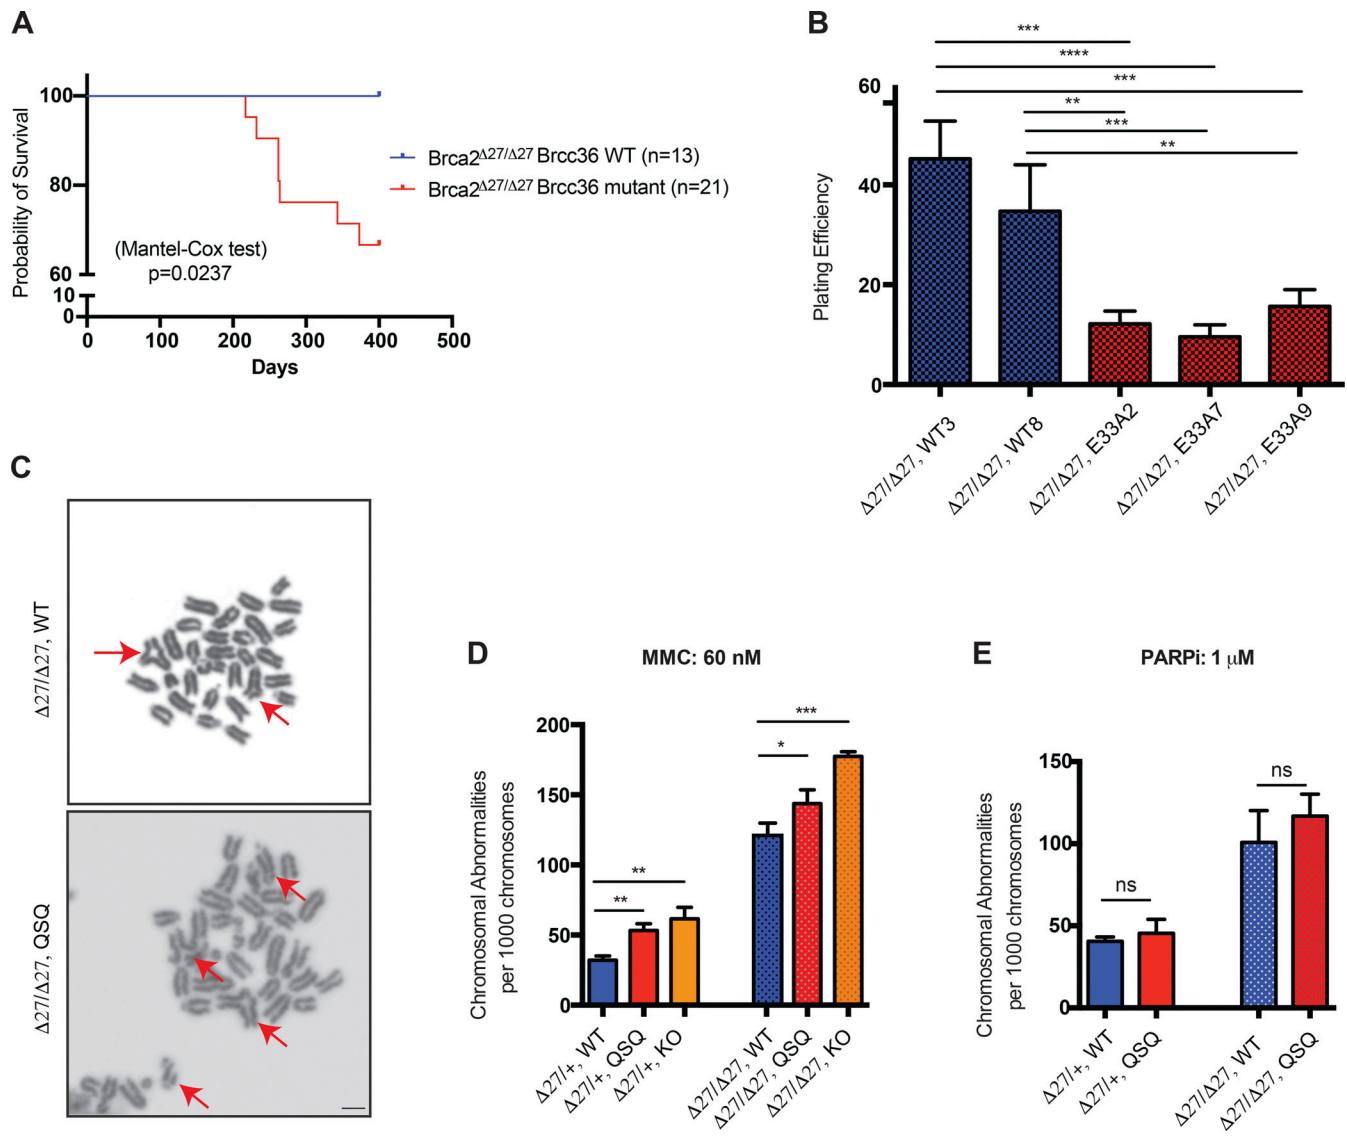 A
100
80
60
10
0
0
100
200
300
400
500
Probability of Survival
Days
(Mantel-Cox test)
p=0.0237
Brca2Δ27/Δ27 Brcc36 WT (n=13)
Brca2Δ27/Δ27 Brcc36 mutant (n=21)
B
***
****
***
**
***
**
60
40
20
0
Plating Efficiency
Δ27/Δ27, WT3
Δ27/Δ27, WT8
Δ27/Δ27, E33A2
Δ27/Δ27, E33A7
Δ27/Δ27, E33A9
C
Δ27/Δ27, WT
Δ27/Δ27, QSQ
D
MMC: 60 nM
200
150
100
50
0
Chromosomal Abnormalities
per 1000 chromosomes
**
**
*
***
Δ27/+, WT
Δ27/+, QSQ
Δ27/+, KO
Δ27/Δ27, WT
Δ27/Δ27, QSQ
Δ27/Δ27, KO
E
PARPi: 1 μM
150
100
50
0
Chromosomal Abnormalities
per 1000 chromosomes
ns
ns
Δ27/+, WT
Δ27/+, QSQ
Δ27/Δ27, WT
Δ27/Δ27, QSQ